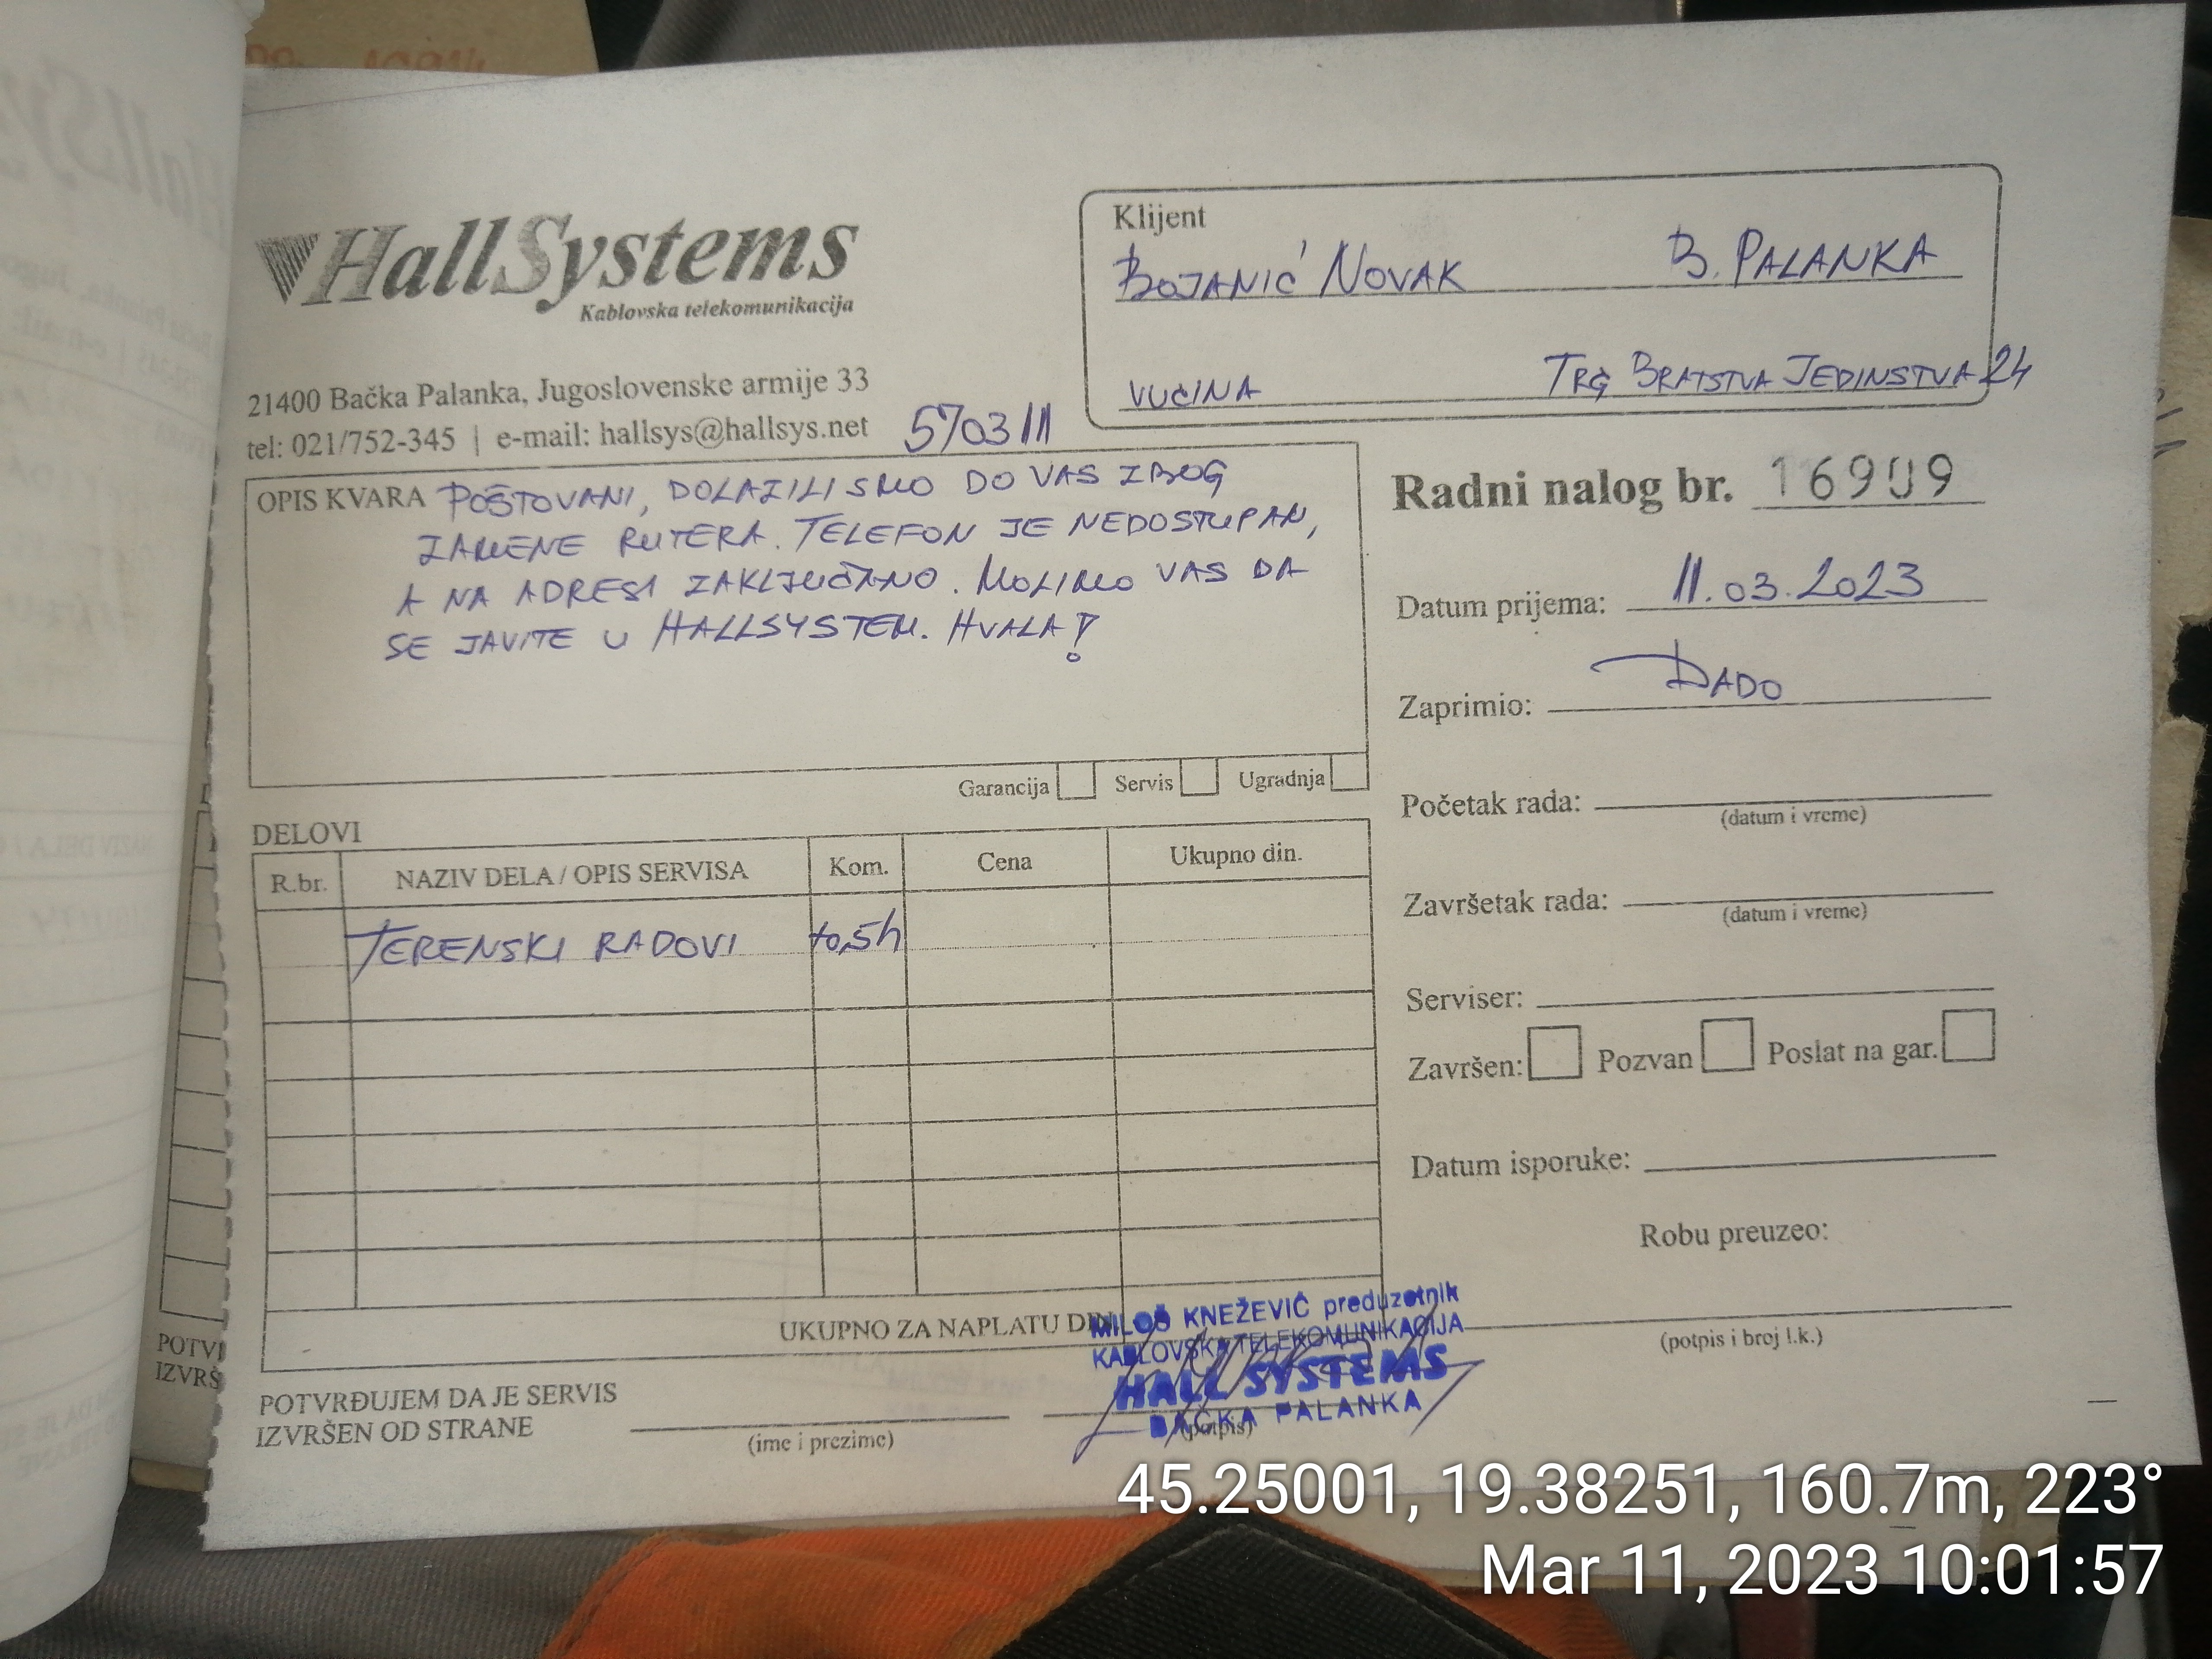 HallSystems
Kablovska telekomunikacija
21400 Bačka Palanka, Jugoslovenske armije 33
tel: 021/752-345 | e-mail: hallsys@hallsys.net
5703/11
Klijent
BOJANIĆ NOVAK B. PALANKA
VUČINA TRG BRATSTVA JEDINSTVA 24
OPIS KVARA POŠTOVANI, DOLAZILI SMO DO VAS ZBOG
ZAMENE RUTERA. TELEFON JE NEDOSTUPAN,
A NA ADRESI ZAKLJUČANO. MOLIMO VAS DA
SE JAVITE U HALLSYSTEM. HVALA!
Garancija Servis Ugradnja
Radni nalog br. 16909
Datum prijema: 11.03.2023
Zaprimio: DADO
Početak rada:
(datum i vreme)
Završetak rada:
(datum i vreme)
Serviser:
Završen: Pozvan Poslat na gar.
Datum isporuke:
Robu preuzeo:
(potpis i broj l.k.)
DELOVI
R.br. NAZIV DELA / OPIS SERVISA Kom. Cena Ukupno din.
TERENSKI RADOVI 0,5h
UKUPNO ZA NAPLATU DIN
POTVRĐUJEM DA JE SERVIS
IZVRŠEN OD STRANE
(ime i prezime)
(potpis)
MILOŠ KNEŽEVIĆ preduzetnik
KABLOVSKA TELEKOMUNIKACIJA
HALL SYSTEMS
BAČKA PALANKA
POTVI
IZVRŠ
45.25001, 19.38251, 160.7m, 223°
Mar 11, 2023 10:01:57